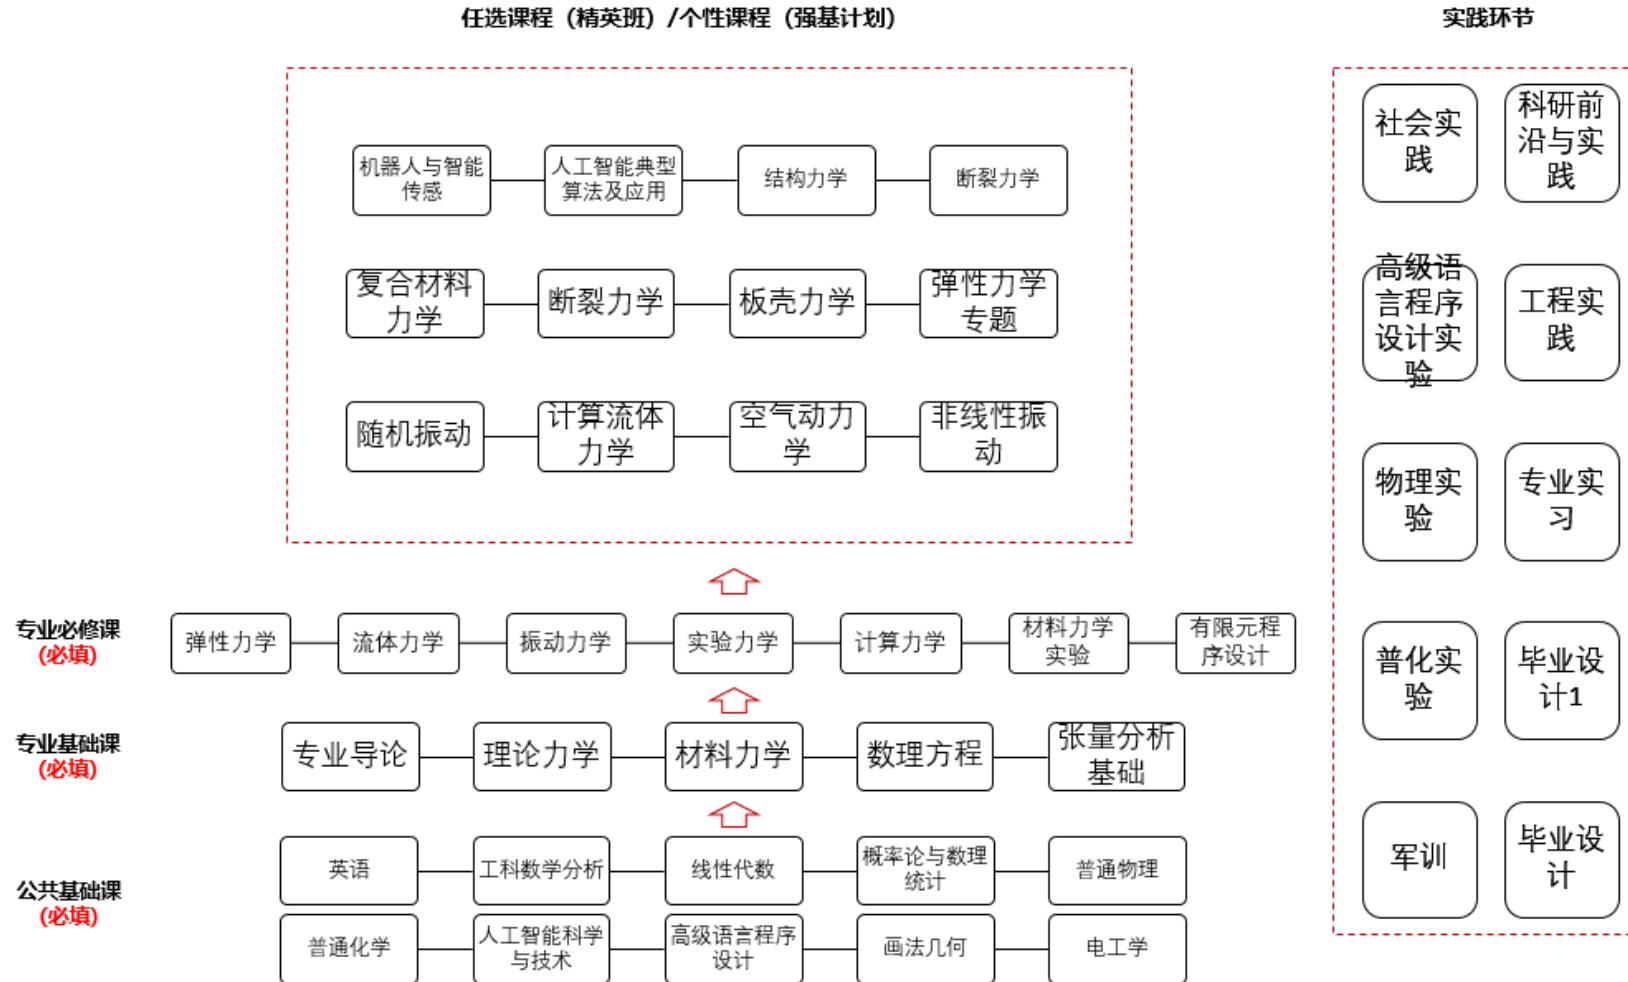 任选课程（精英班）/个性课程（强基计划）
实践环节
机器人与智能
传感
人工智能典型
算法及应用
结构力学
断裂力学
复合材料
力学
断裂力学
板壳力学
弹性力学
专题
随机振动
计算流体
力学
空气动力
学
非线性振
动
专业必修课
(必填)
弹性力学
流体力学
振动力学
实验力学
计算力学
材料力学
实验
有限元程
序设计
专业基础课
(必填)
专业导论
理论力学
材料力学
数理方程
张量分析
基础
公共基础课
(必填)
英语
工科数学分析
线性代数
概率论与数理
统计
普通物理
普通化学
人工智能科学
与技术
高级语言程序
设计
画法几何
电工学
社会实
践
科研前
沿与实
践
高级语
言程序
设计实
验
工程实
践
物理实
验
专业实
习
普化实
验
毕业设
计1
军训
毕业设
计